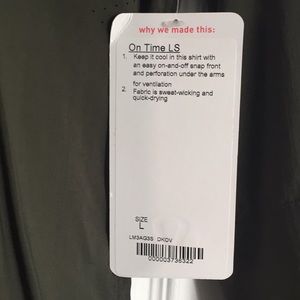 why we made this:
On Time LS
1. Keep it cool in this shirt with
an easy on-and-off snap front
and perforation under the arms
for ventilation
2. Fabric is sweat-wicking and
quick-drying
SIZE
L
LM3AG3S DKOV
000003736322